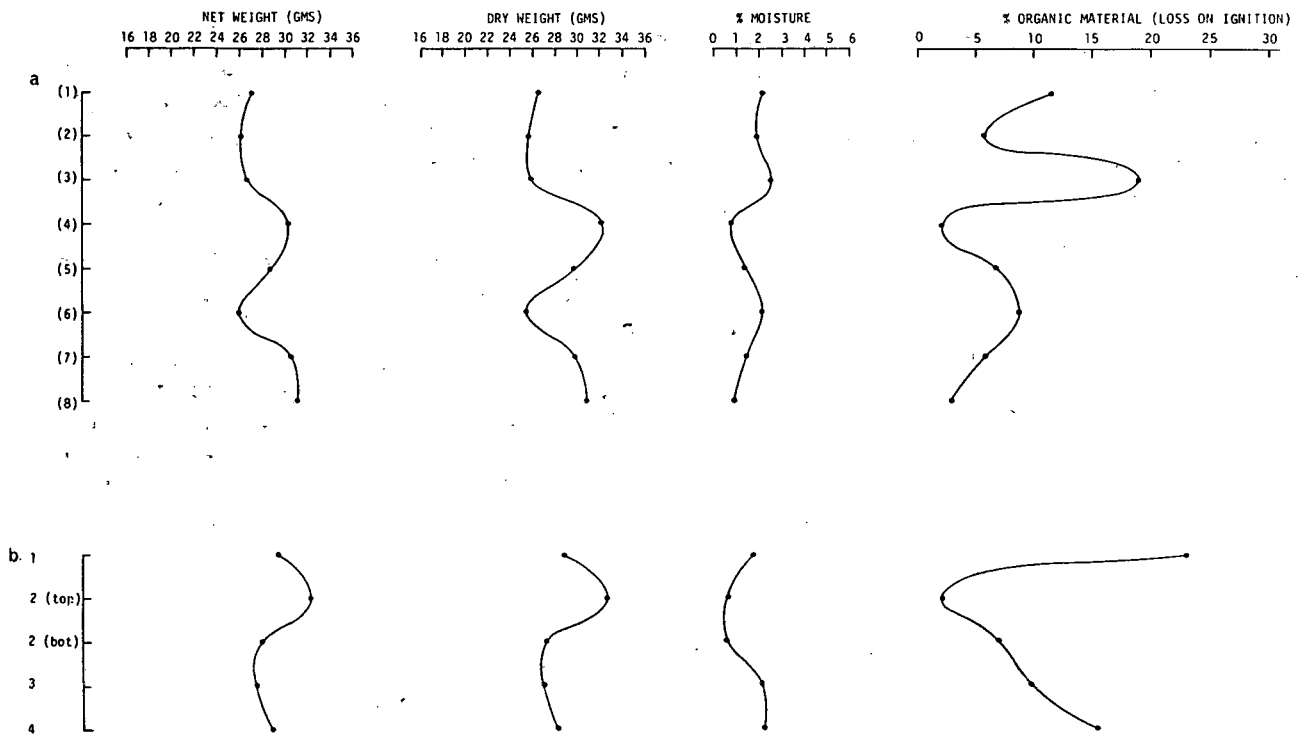 NET WEIGHT (GMS) DRY WEIGHT (GMS) % MOISTURE % ORGANIC MATERIAL (LOSS ON IGNITION)
16 18 20 22 24 26 28 30 32 34 36 16 18 20 22 24 26 28 30 32 34 36 0 1 2 3 4 5 6 0 5 10 15 20 25 30
a
(1)
(2)
(3)
(4)
(5)
(6)
(7)
(8)
b. 1
2 (top)
2 (bot)
3
4